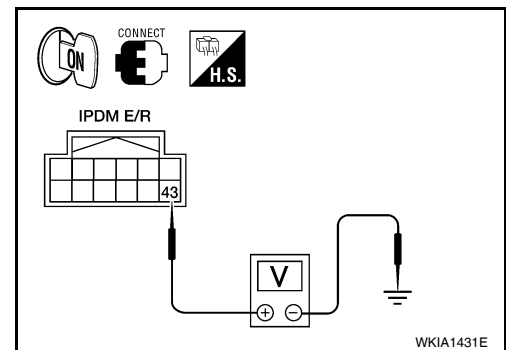 CONNECT
ON
H.S.
IPDM E/R
43
V
+ −
WKIA1431E